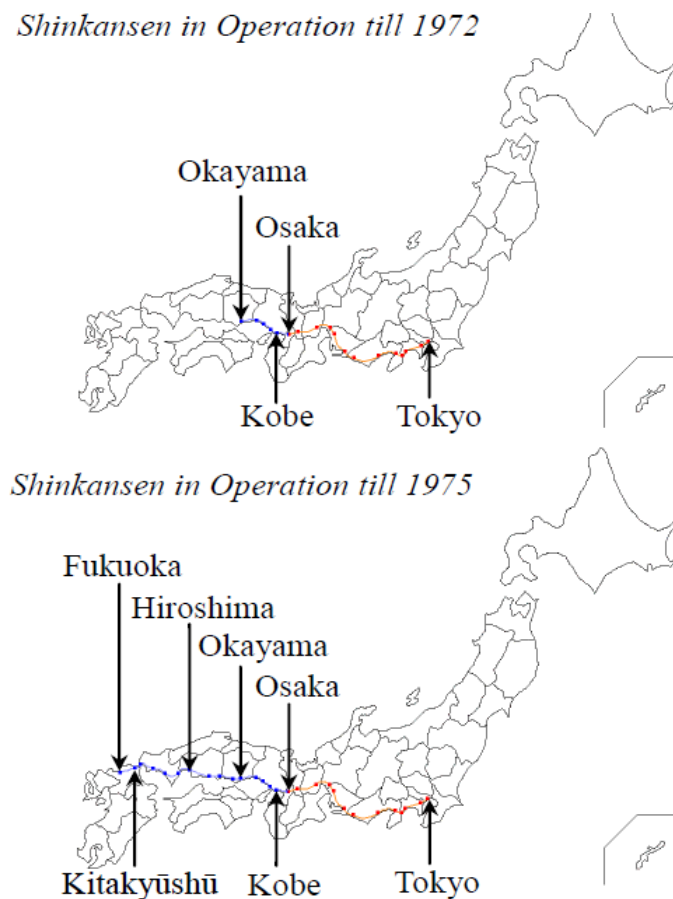 Shinkansen in Operation till 1972
Okayama
Osaka
Kobe
Tokyo
Shinkansen in Operation till 1975
Fukuoka
Hiroshima
Okayama
Osaka
Kitakyūshū
Kobe
Tokyo